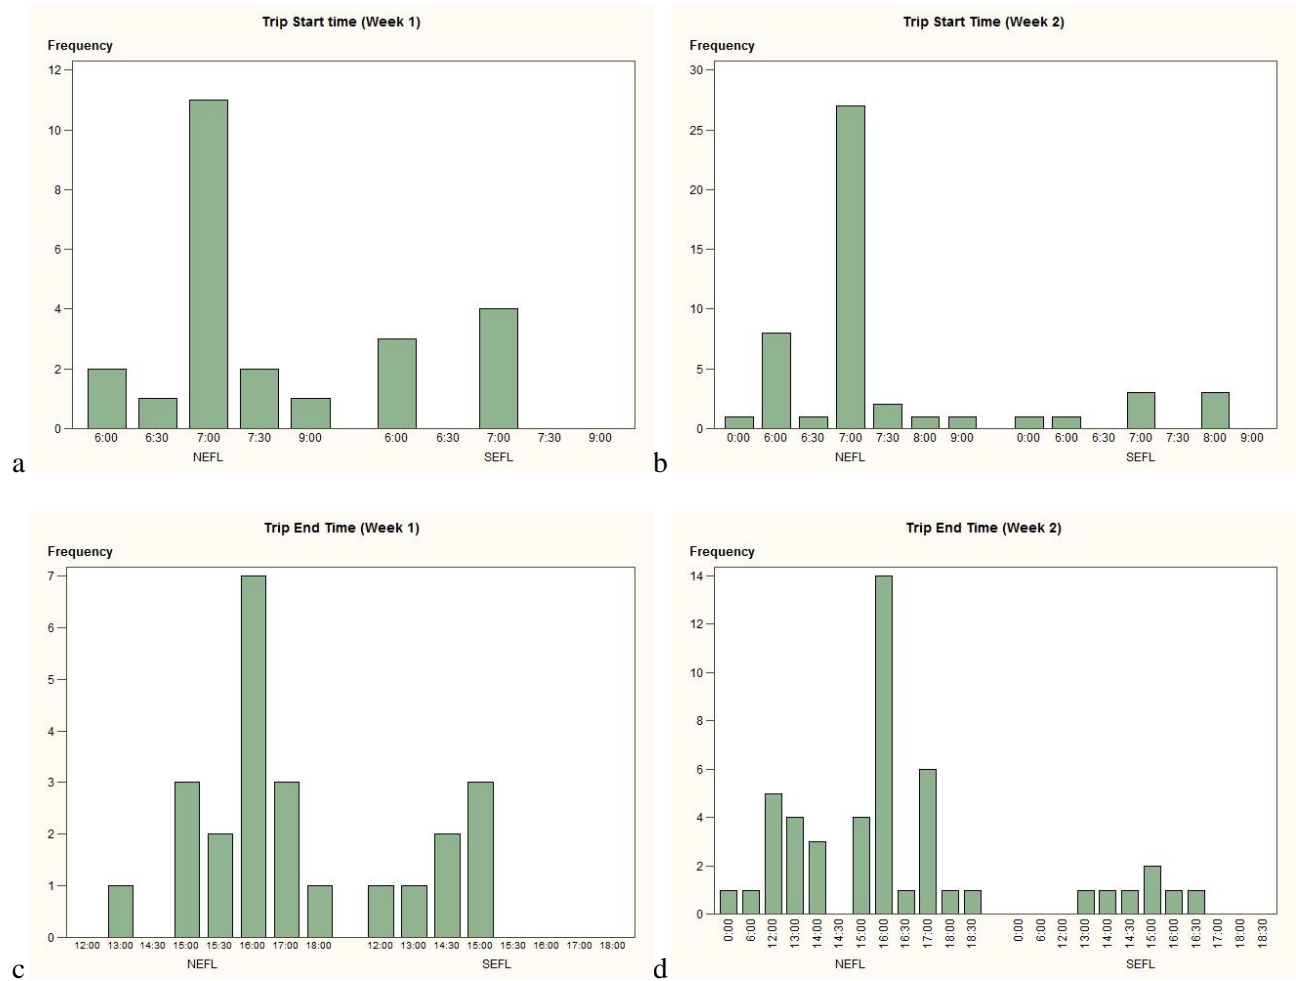 Trip Start time (Week 1)
Frequency
12
10
8
6
4
2
0
6:00 6:30 7:00 7:30 9:00 6:00 6:30 7:00 7:30 9:00
NEFL SEFL
a
Trip Start Time (Week 2)
Frequency
30
25
20
15
10
5
0
0:00 6:00 6:30 7:00 7:30 8:00 9:00 0:00 6:00 6:30 7:00 7:30 8:00 9:00
NEFL SEFL
b
Trip End Time (Week 1)
Frequency
7
6
5
4
3
2
1
0
12:00 13:00 14:30 15:00 15:30 16:00 17:00 18:00 12:00 13:00 14:30 15:00 15:30 16:00 17:00 18:00
NEFL SEFL
c
Trip End Time (Week 2)
Frequency
14
12
10
8
6
4
2
0
0:00 6:00 12:00 13:00 14:00 14:30 15:00 16:00 16:30 17:00 18:00 18:30 0:00 6:00 12:00 13:00 14:00 14:30 15:00 16:00 16:30 17:00 18:00 18:30
NEFL SEFL
d